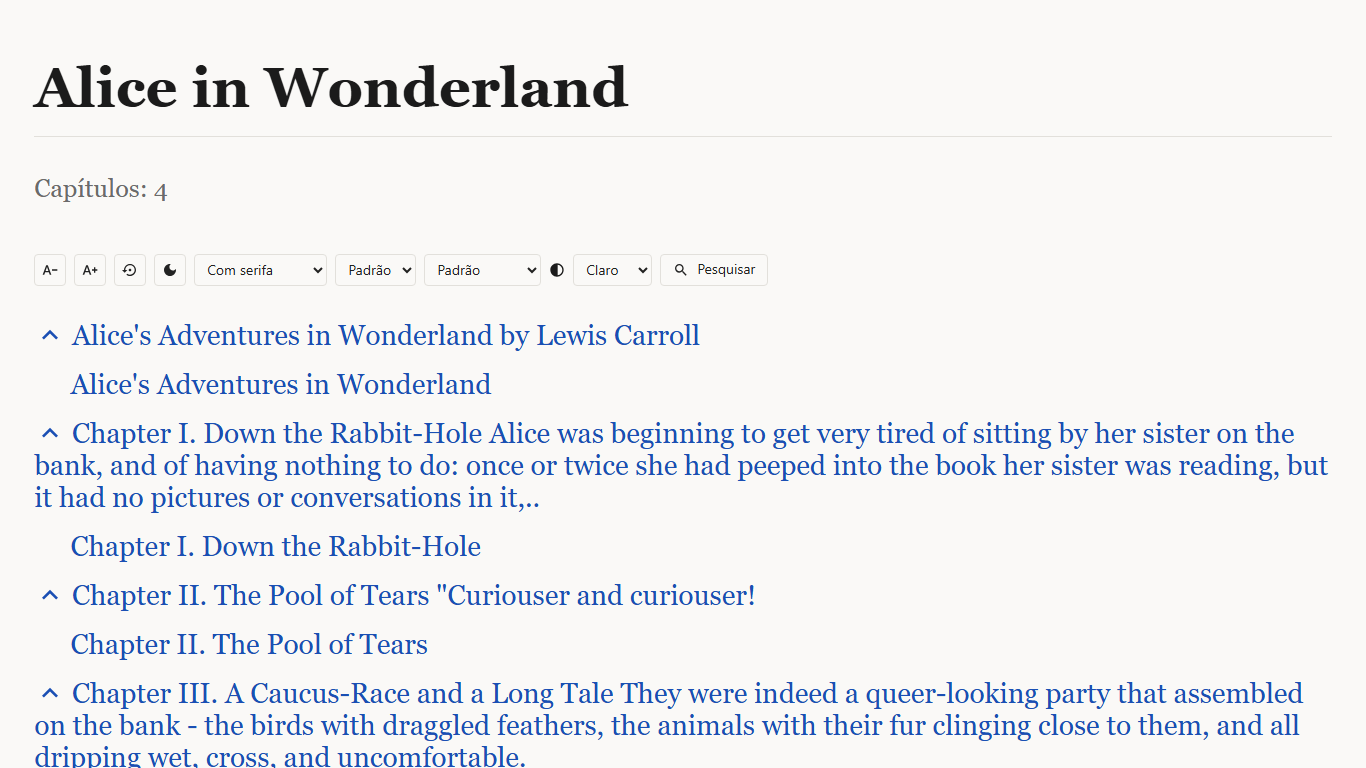 Alice in Wonderland
Capítulos: 4
A− A+ Com serifa Padrão Padrão Claro Pesquisar
Alice's Adventures in Wonderland by Lewis Carroll
Alice's Adventures in Wonderland
Chapter I. Down the Rabbit-Hole Alice was beginning to get very tired of sitting by her sister on the
bank, and of having nothing to do: once or twice she had peeped into the book her sister was reading, but
it had no pictures or conversations in it,..
Chapter I. Down the Rabbit-Hole
Chapter II. The Pool of Tears "Curiouser and curiouser!
Chapter II. The Pool of Tears
Chapter III. A Caucus-Race and a Long Tale They were indeed a queer-looking party that assembled
on the bank - the birds with draggled feathers, the animals with their fur clinging close to them, and all
dripping wet, cross, and uncomfortable.